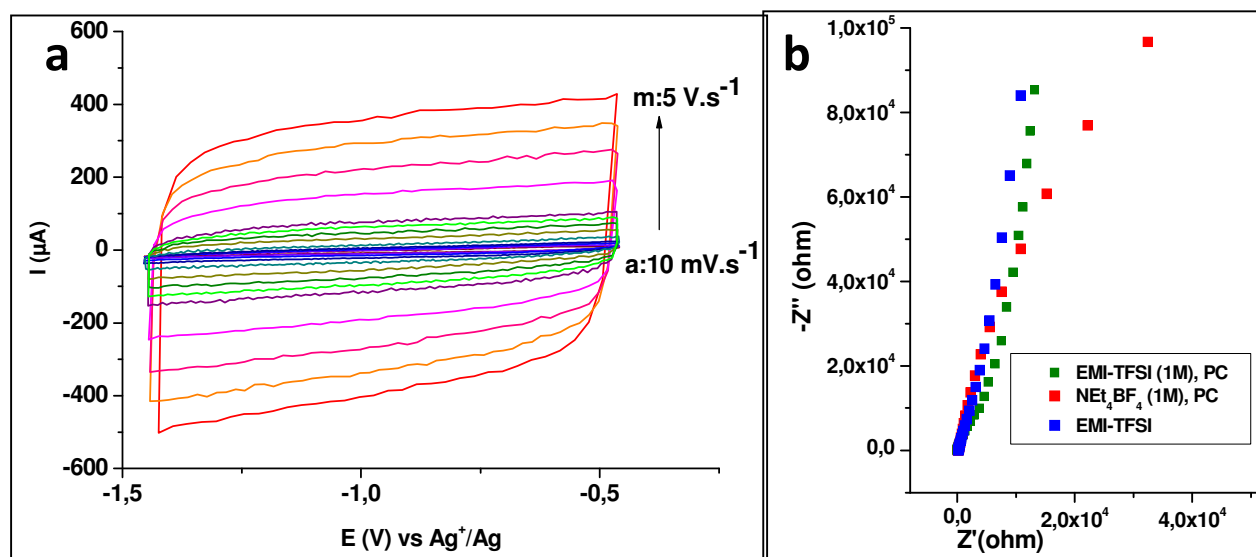 a
600
400
200
0
-200
-400
-600
I (µA)
m:5 V.s⁻¹
a:10 mV.s⁻¹
-1,5 -1,0 -0,5
E (V) vs Ag⁺/Ag
b
1,0x10⁵
8,0x10⁴
6,0x10⁴
4,0x10⁴
2,0x10⁴
0,0
-Z'' (ohm)
EMI-TFSI (1M), PC
NEt₄BF₄ (1M), PC
EMI-TFSI
0,0 2,0x10⁴ 4,0x10⁴
Z'(ohm)